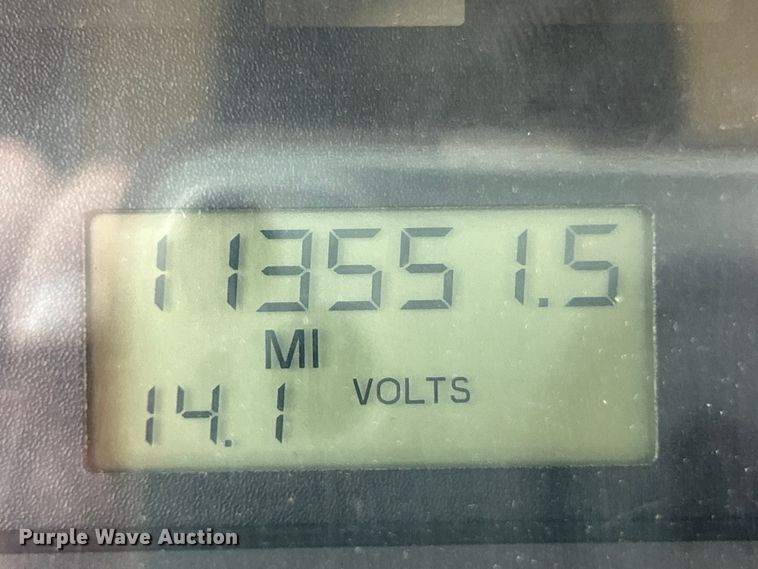 113551.5
MI
14.1 VOLTS
Purple Wave Auction®